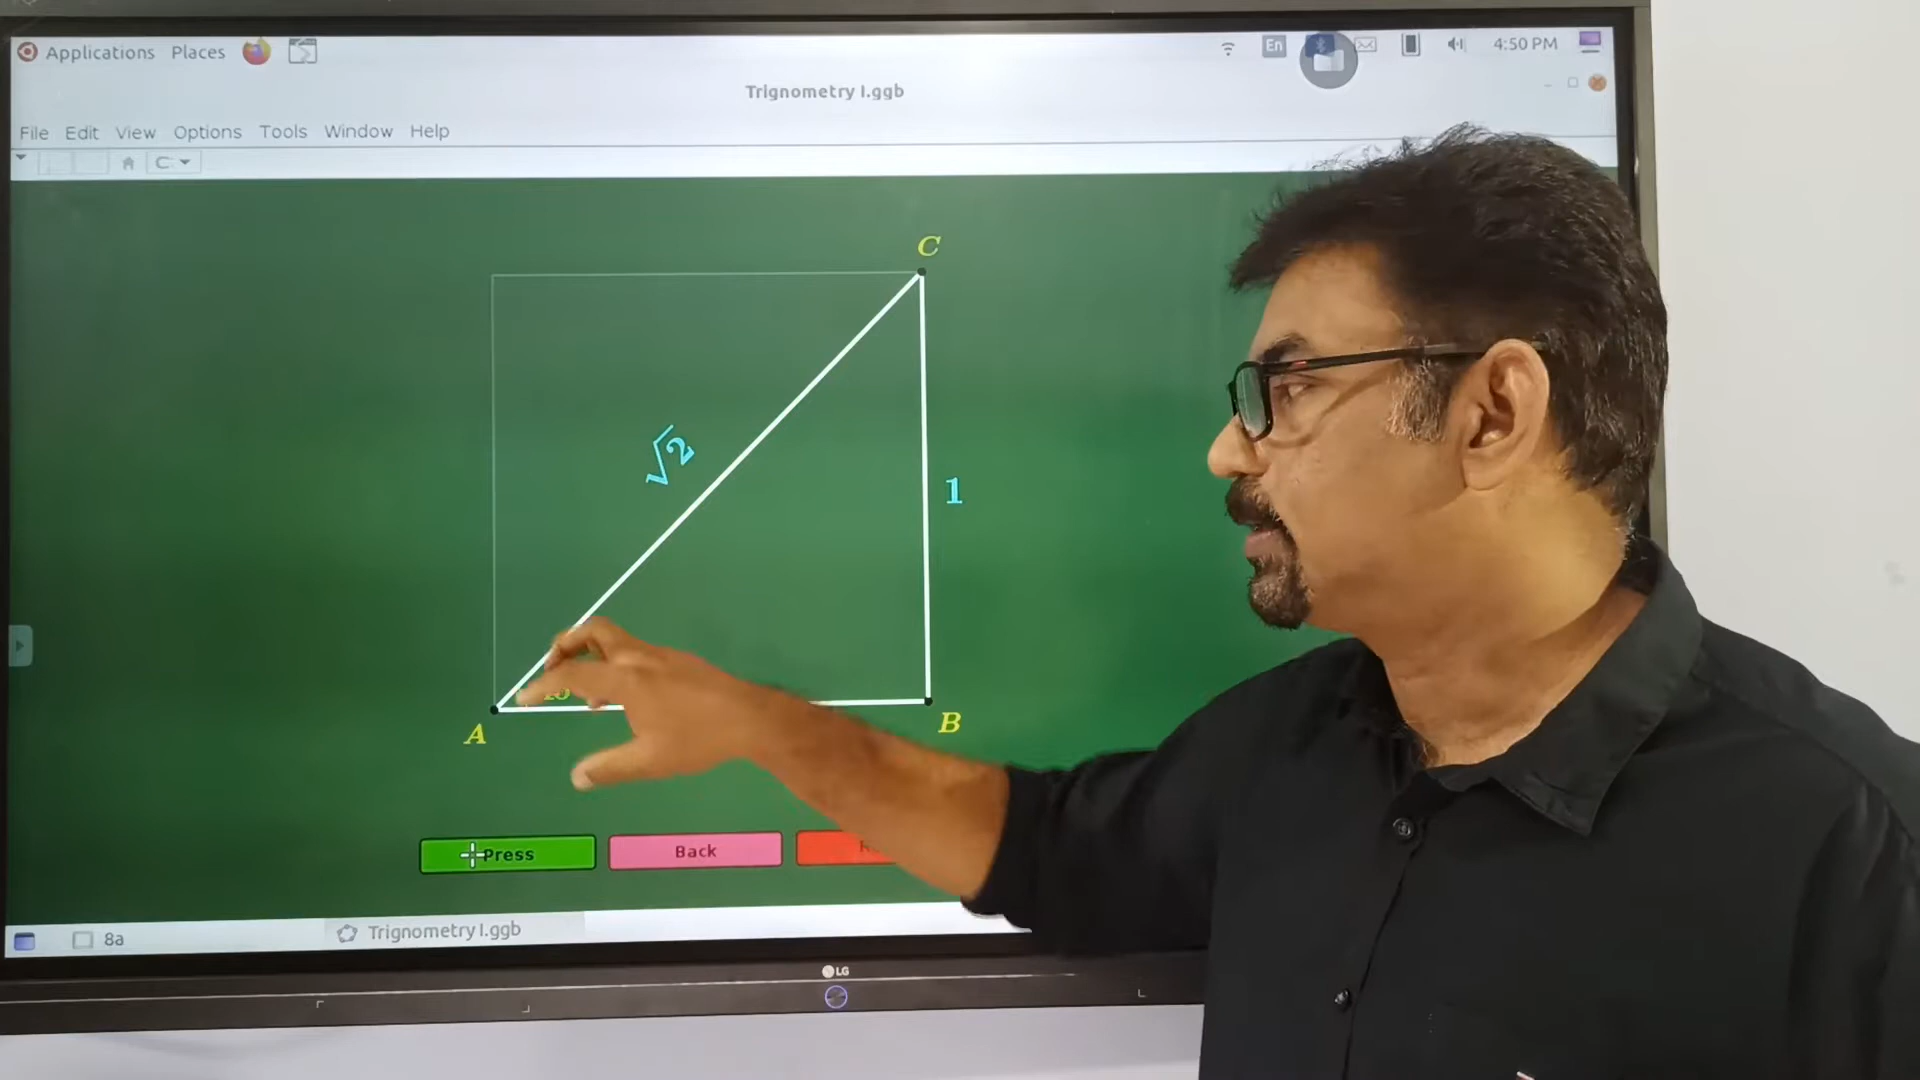 Applications Places
En
4:50 PM
Trignometry I.ggb
File Edit View Options Tools Window Help
C:
C
√2
1
A
B
Press
Back
8a
Trignometry I.ggb
LG